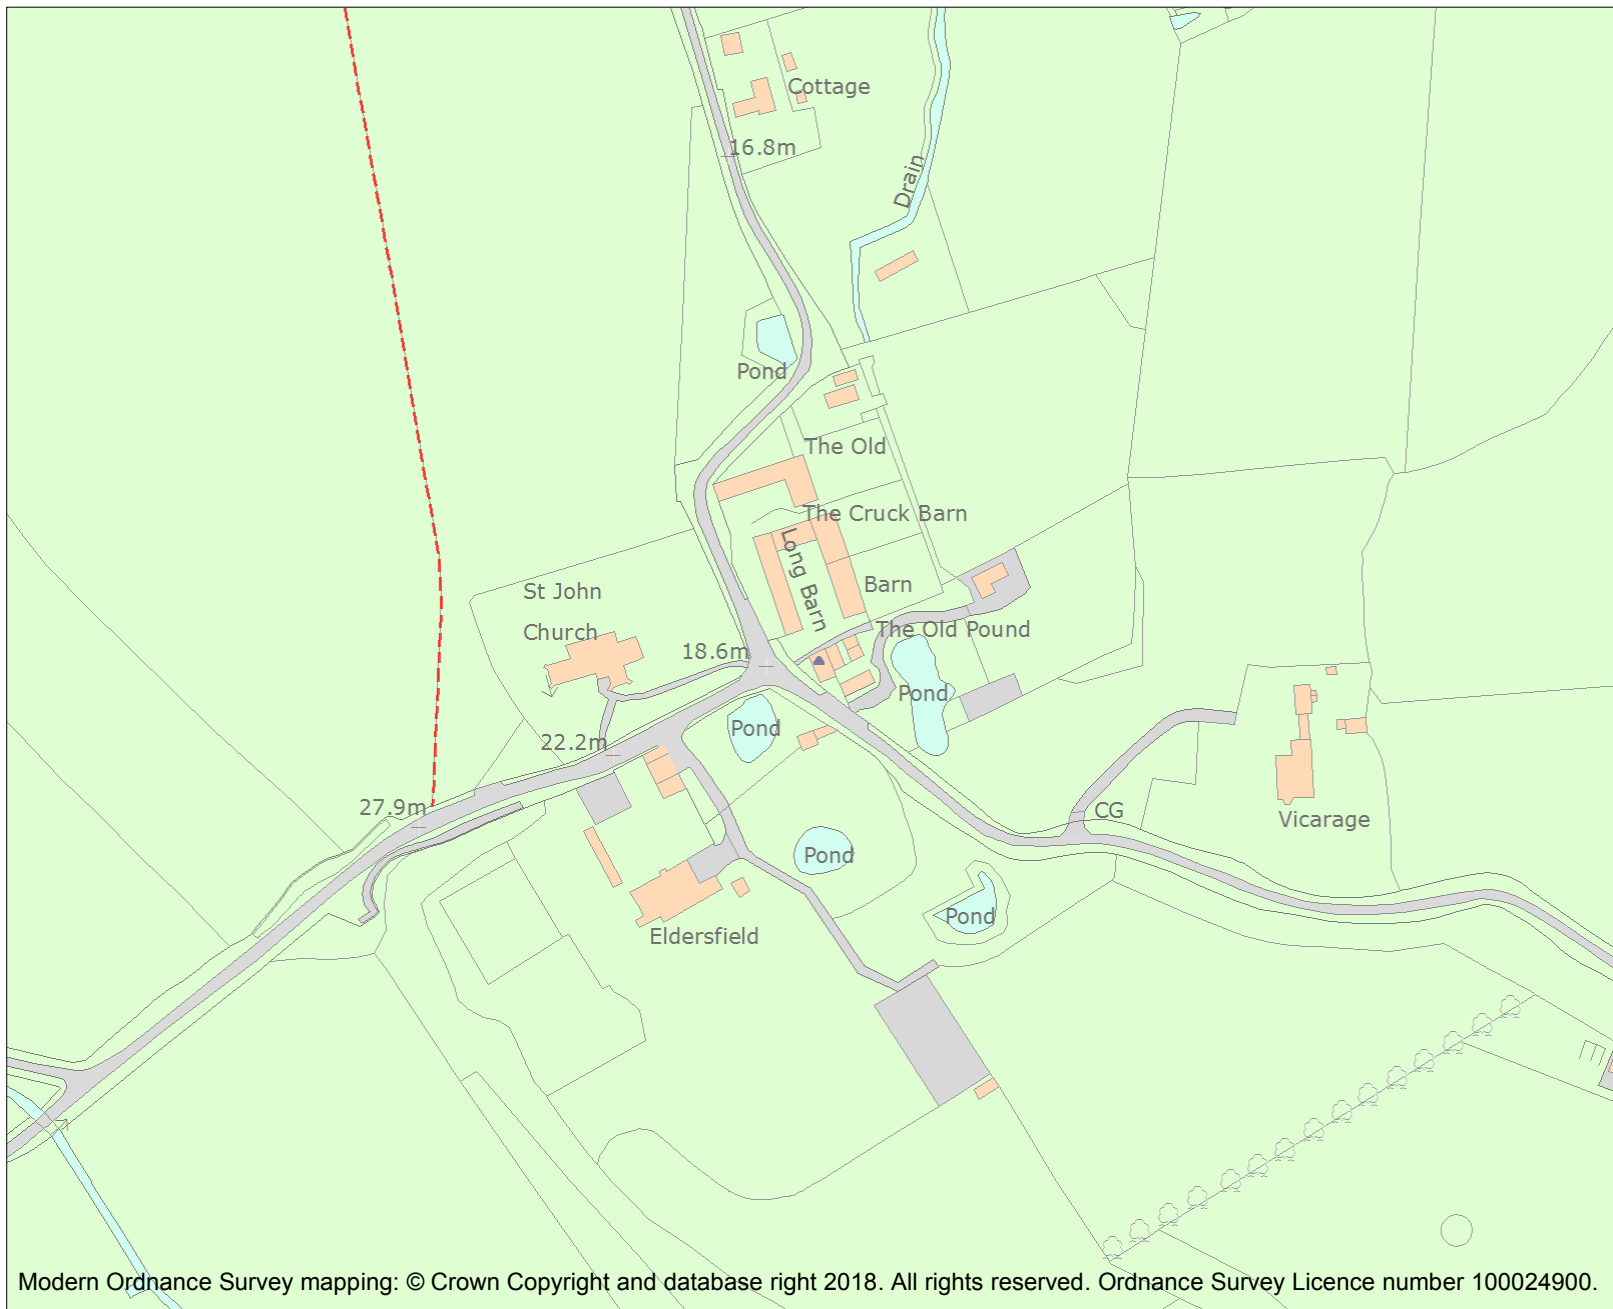 Cottage
16.8m
Drain
Pond
The Old
The Cruck Barn
Long Barn
Barn
St John
Church
The Old Pound
18.6m
Pond
Pond
22.2m
27.9m
CG
Vicarage
Pond
Pond
Eldersfield
Modern Ordnance Survey mapping: © Crown Copyright and database right 2018. All rights reserved. Ordnance Survey Licence number 100024900.